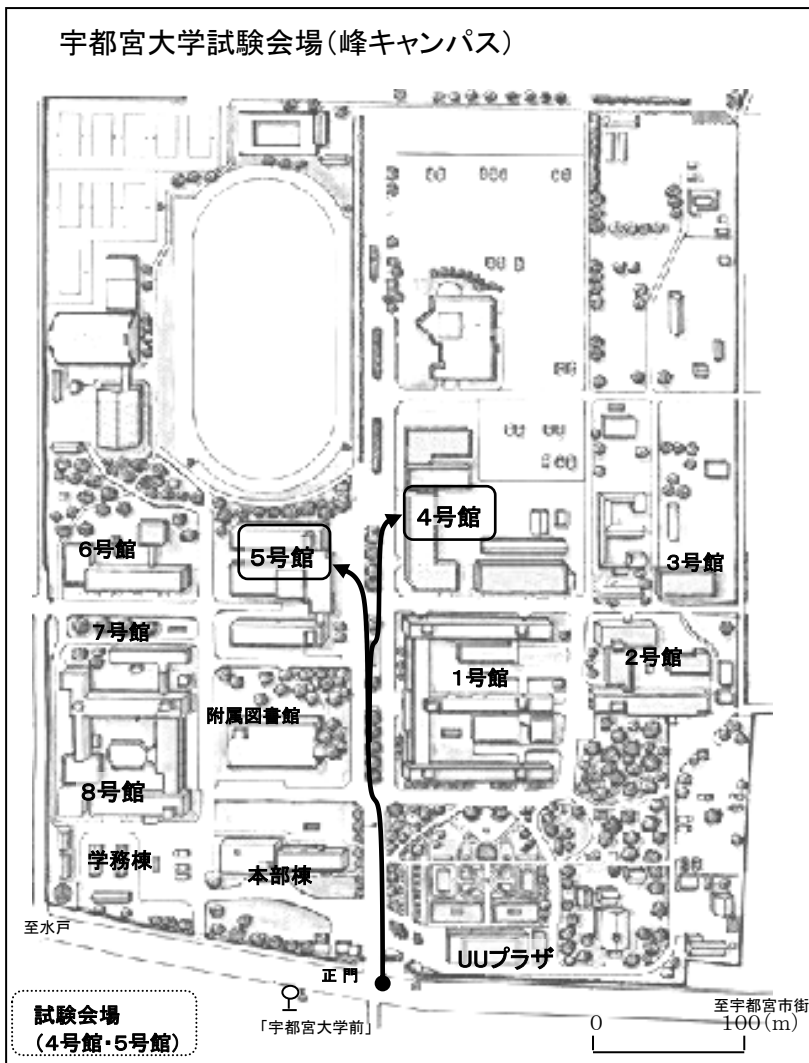 宇都宮大学試験会場(峰キャンパス)
4号館
5号館
6号館
3号館
7号館
1号館
2号館
附属図書館
8号館
学務棟
本部棟
至水戸
UUプラザ
正門
「宇都宮大学前」
至宇都宮市街
試験会場
(4号館・5号館)
0 100(m)